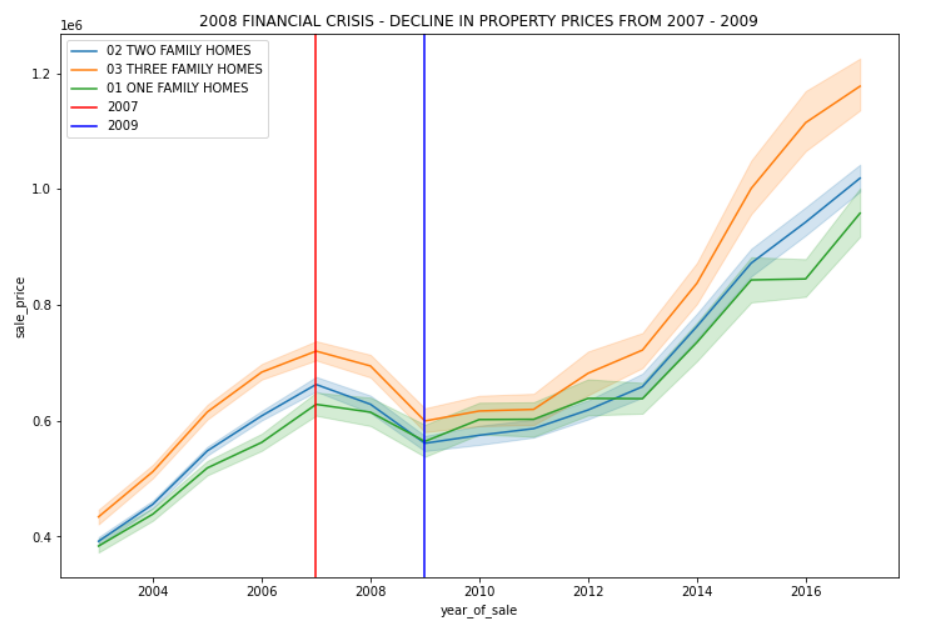 2008 FINANCIAL CRISIS - DECLINE IN PROPERTY PRICES FROM 2007 - 2009
1e6
02 TWO FAMILY HOMES
03 THREE FAMILY HOMES
01 ONE FAMILY HOMES
2007
2009
1.2
1.0
0.8
0.6
0.4
sale_price
2004 2006 2008 2010 2012 2014 2016
year_of_sale